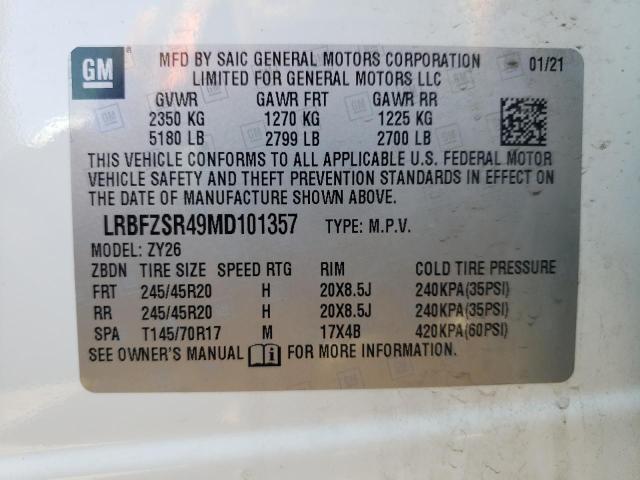 GM
MFD BY SAIC GENERAL MOTORS CORPORATION 01/21
LIMITED FOR GENERAL MOTORS LLC
GVWR GAWR FRT GAWR RR
2350 KG 1270 KG 1225 KG
5180 LB 2799 LB 2700 LB
THIS VEHICLE CONFORMS TO ALL APPLICABLE U.S. FEDERAL MOTOR
VEHICLE SAFETY AND THEFT PREVENTION STANDARDS IN EFFECT ON
THE DATE OF MANUFACTURE SHOWN ABOVE.
LRBFZSR49MD101357 TYPE: M.P.V.
MODEL: ZY26
ZBDN TIRE SIZE SPEED RTG RIM COLD TIRE PRESSURE
FRT 245/45R20 H 20X8.5J 240KPA(35PSI)
RR 245/45R20 H 20X8.5J 240KPA(35PSI)
SPA T145/70R17 M 17X4B 420KPA(60PSI)
SEE OWNER'S MANUAL i FOR MORE INFORMATION.